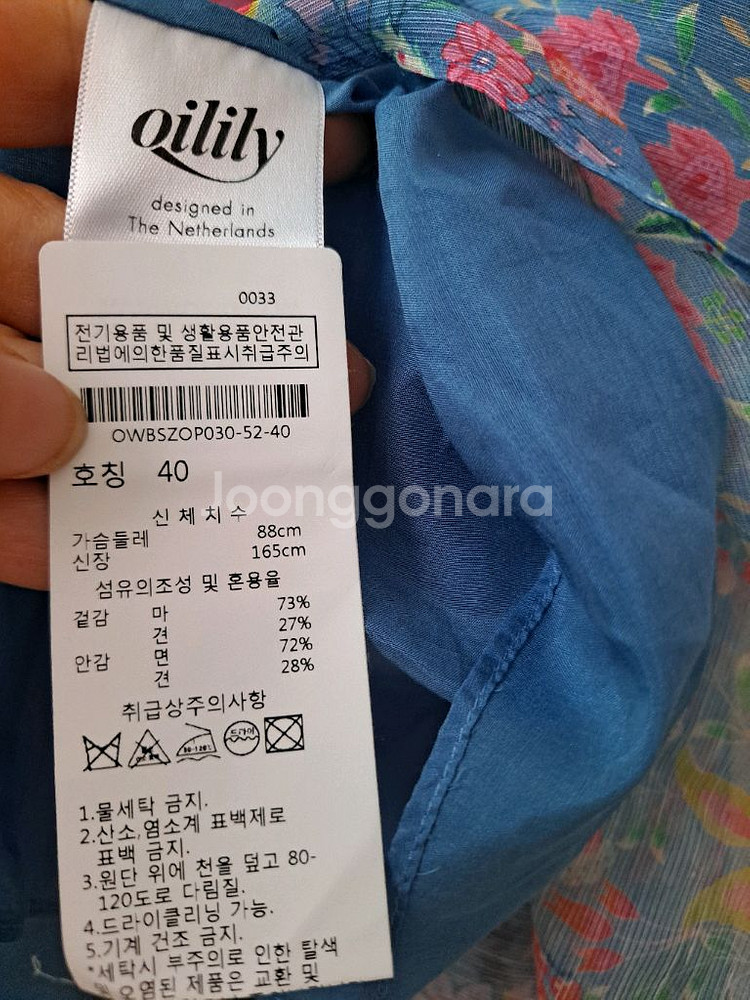 oilily
designed in
The Netherlands
0033
전기용품 및 생활용품안전관
리법에의한품질표시취급주의
OWBSZOP030-52-40
호칭 40
신체치수
가슴둘레 88cm
신장 165cm
섬유의조성 및 혼용율
겉감 마 73%
견 27%
안감 면 72%
견 28%
취급상주의사항
드라이
80-120℃
1.물세탁 금지.
2.산소,염소계 표백제로
표백 금지.
3.원단 위에 천을 덮고 80-
120도로 다림질.
4.드라이클리닝 가능.
5.기계 건조 금지.
*세탁시 부주의로 인한 탈색
및 오염된 제품은 교환 및
Joonggonara